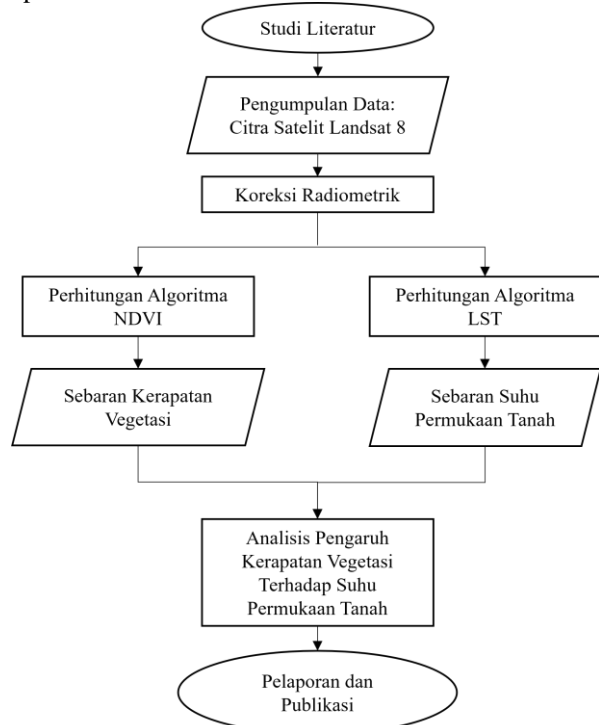 Studi Literatur
Pengumpulan Data:
Citra Satelit Landsat 8
Koreksi Radiometrik
Perhitungan Algoritma
NDVI
Perhitungan Algoritma
LST
Sebaran Kerapatan
Vegetasi
Sebaran Suhu
Permukaan Tanah
Analisis Pengaruh
Kerapatan Vegetasi
Terhadap Suhu
Permukaan Tanah
Pelaporan dan
Publikasi